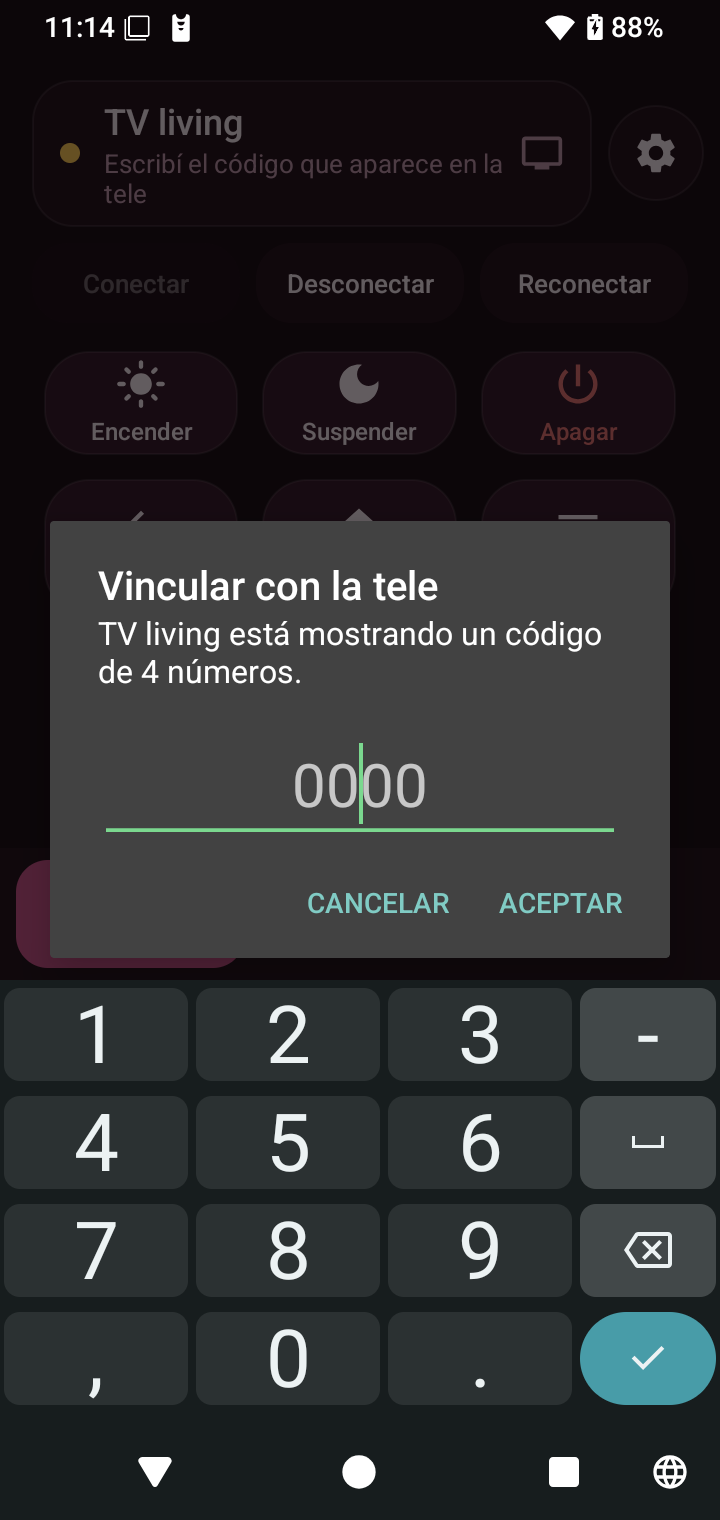 11:14
88%
TV living
Escribí el código que aparece en la
tele
Conectar
Desconectar
Reconectar
Encender
Suspender
Apagar
Vincular con la tele
TV living está mostrando un código
de 4 números.
0000
CANCELAR
ACEPTAR
1 2 3 -
4 5 6
7 8 9
, 0 .